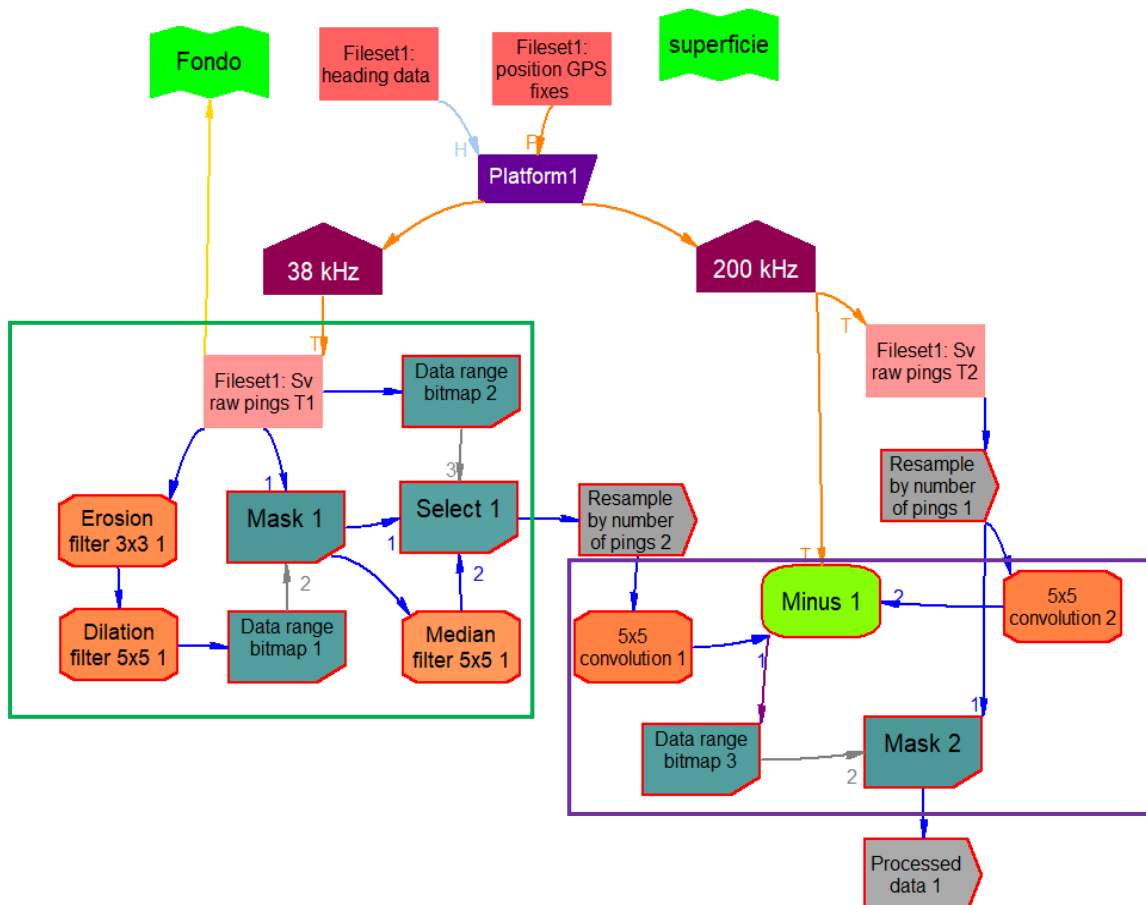 Fondo
Fileset1:
heading data
Fileset1:
position GPS
fixes
superficie
H
P
Platform1
38 kHz
200 kHz
T
T
Fileset1: Sv
raw pings T1
Data range
bitmap 2
Fileset1: Sv
raw pings T2
3
1
Erosion
filter 3x3 1
Mask 1
Select 1
1
2
Resample
by number
of pings 2
Resample
by number
of pings 1
2
Dilation
filter 5x5 1
Data range
bitmap 1
Median
filter 5x5 1
T
Minus 1
2
5x5
convolution 1
1
5x5
convolution 2
Data range
bitmap 3
2
1
Mask 2
Processed
data 1